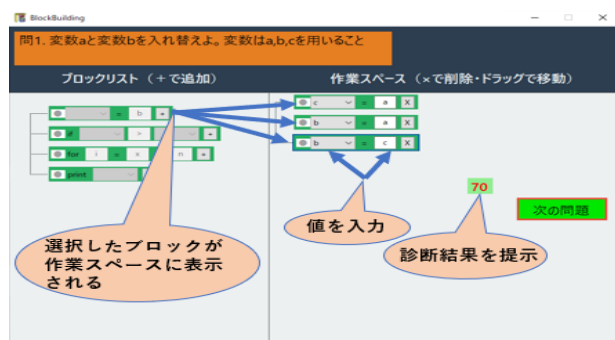 BlockBuilding
問1. 変数aと変数bを入れ替えよ。変数はa,b,cを用いること
ブロックリスト（＋で追加）
作業スペース（×で削除・ドラッグで移動）
= b +
if > +
for i = × n +
print
c = a X
b = a X
b = c X
選択したブロックが
作業スペースに表示
される
値を入力
70
次の問題
診断結果を提示